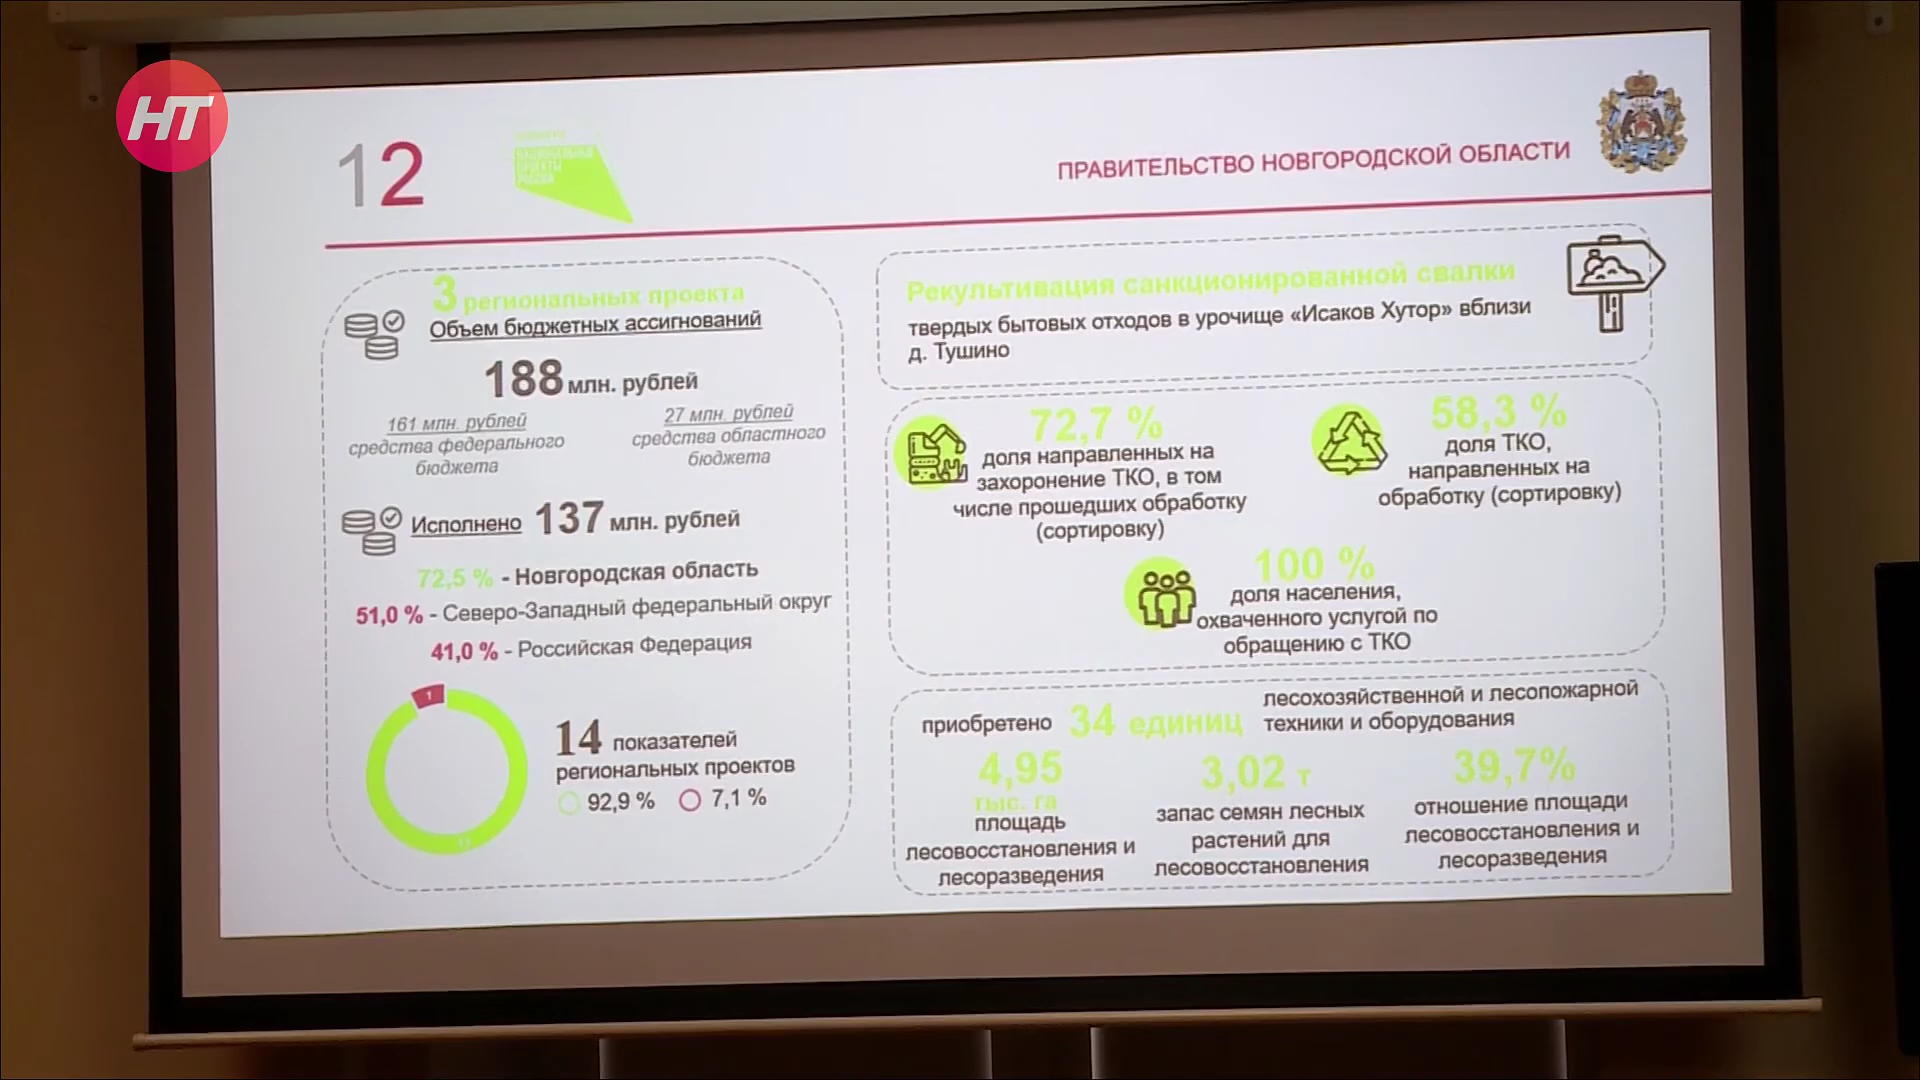 НТ
12
НАЦИОНАЛЬНЫЕ
ПРОЕКТЫ
РОССИИ
ПРАВИТЕЛЬСТВО НОВГОРОДСКОЙ ОБЛАСТИ
3 региональных проекта
Объем бюджетных ассигнований
188 млн. рублей
161 млн. рублей
средства федерального
бюджета
27 млн. рублей
средства областного
бюджета
Исполнено 137 млн. рублей
72,5 % - Новгородская область
51,0 % - Северо-Западный федеральный округ
41,0 % - Российская Федерация
1
14 показателей
региональных проектов
92,9 % 7,1 %
Рекультивация санкционированной свалки
твердых бытовых отходов в урочище «Исаков Хутор» вблизи
д. Тушино
72,7 %
доля направленных на
захоронение ТКО, в том
числе прошедших обработку
(сортировку)
58,3 %
доля ТКО,
направленных на
обработку (сортировку)
100 %
доля населения,
охваченного услугой по
обращению с ТКО
приобретено 34 единиц
лесохозяйственной и лесопожарной
техники и оборудования
4,95
тыс. га
площадь
лесовосстановления и
лесоразведения
3,02 т
запас семян лесных
растений для
лесовосстановления
39,7%
отношение площади
лесовосстановления и
лесоразведения